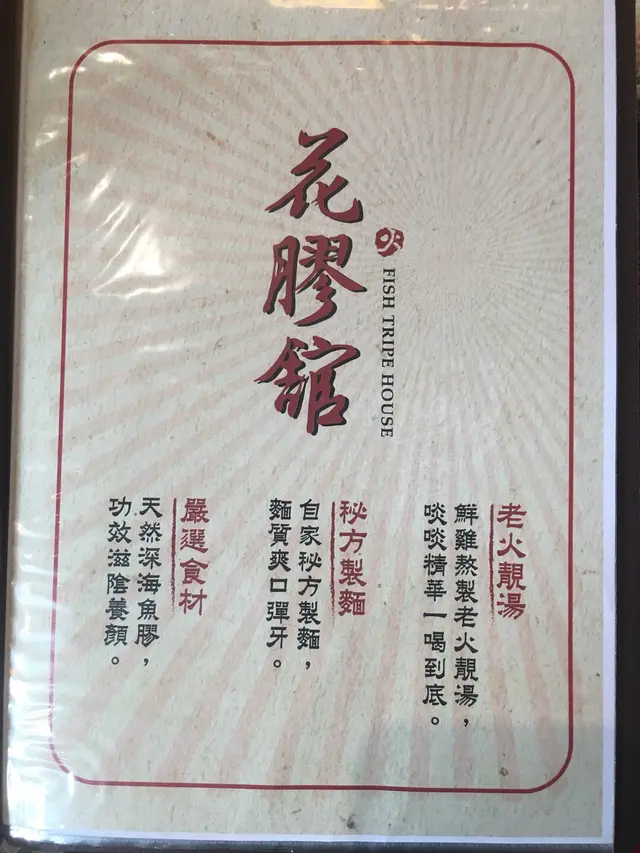 花膠舘
火
FISH TRIPE HOUSE
老火靚湯
鮮雞熬製老火靚湯，
啖啖精華一喝到底。
秘方製麵
自家秘方製麵，
麵質爽口彈牙。
嚴選食材
天然深海魚膠，
功效滋陰養顏。